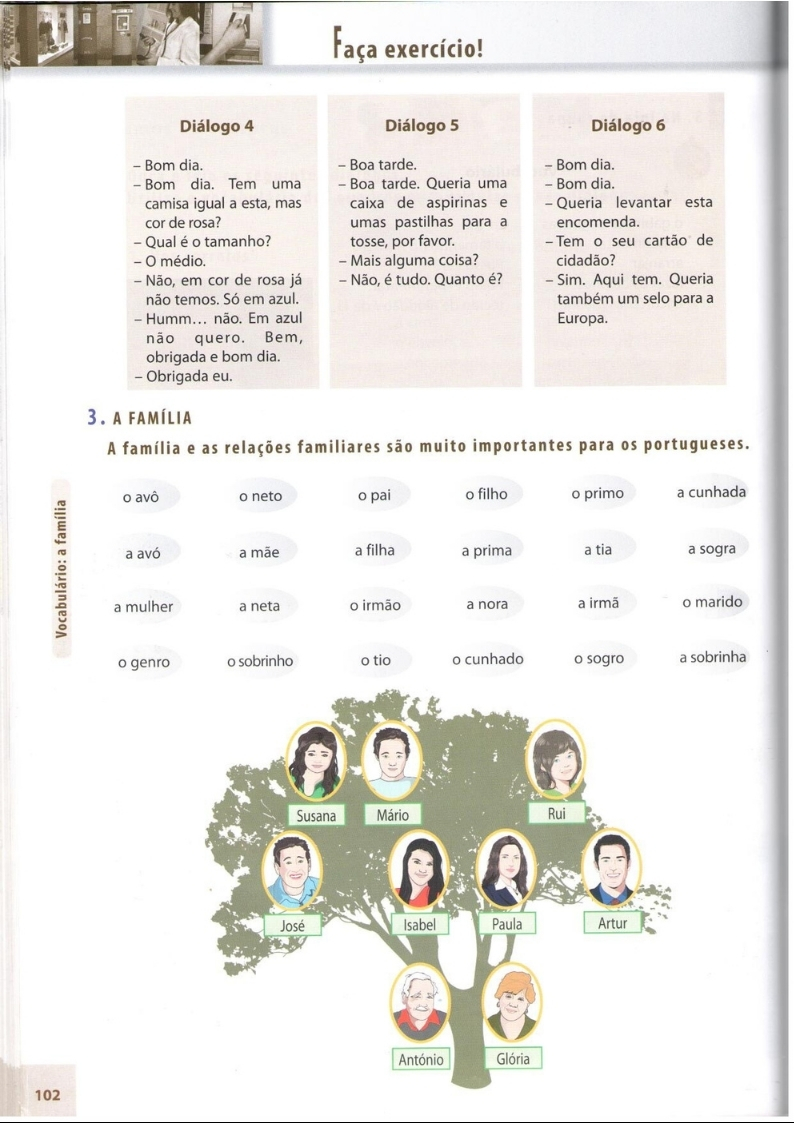 Faça exercício!
Diálogo 4
– Bom dia.
– Bom dia. Tem uma
camisa igual a esta, mas
cor de rosa?
– Qual é o tamanho?
– O médio.
– Não, em cor de rosa já
não temos. Só em azul.
– Humm... não. Em azul
não quero. Bem,
obrigada e bom dia.
– Obrigada eu.
Diálogo 5
– Boa tarde.
– Boa tarde. Queria uma
caixa de aspirinas e
umas pastilhas para a
tosse, por favor.
– Mais alguma coisa?
– Não, é tudo. Quanto é?
Diálogo 6
– Bom dia.
– Bom dia.
– Queria levantar esta
encomenda.
– Tem o seu cartão de
cidadão?
– Sim. Aqui tem. Queria
também um selo para a
Europa.
3. A FAMÍLIA
A família e as relações familiares são muito importantes para os portugueses.
Vocabulário: a família
o avô o neto o pai o filho o primo a cunhada
a avó a mãe a filha a prima a tia a sogra
a mulher a neta o irmão a nora a irmã o marido
o genro o sobrinho o tio o cunhado o sogro a sobrinha
Susana Mário Rui
José Isabel Paula Artur
António Glória
102